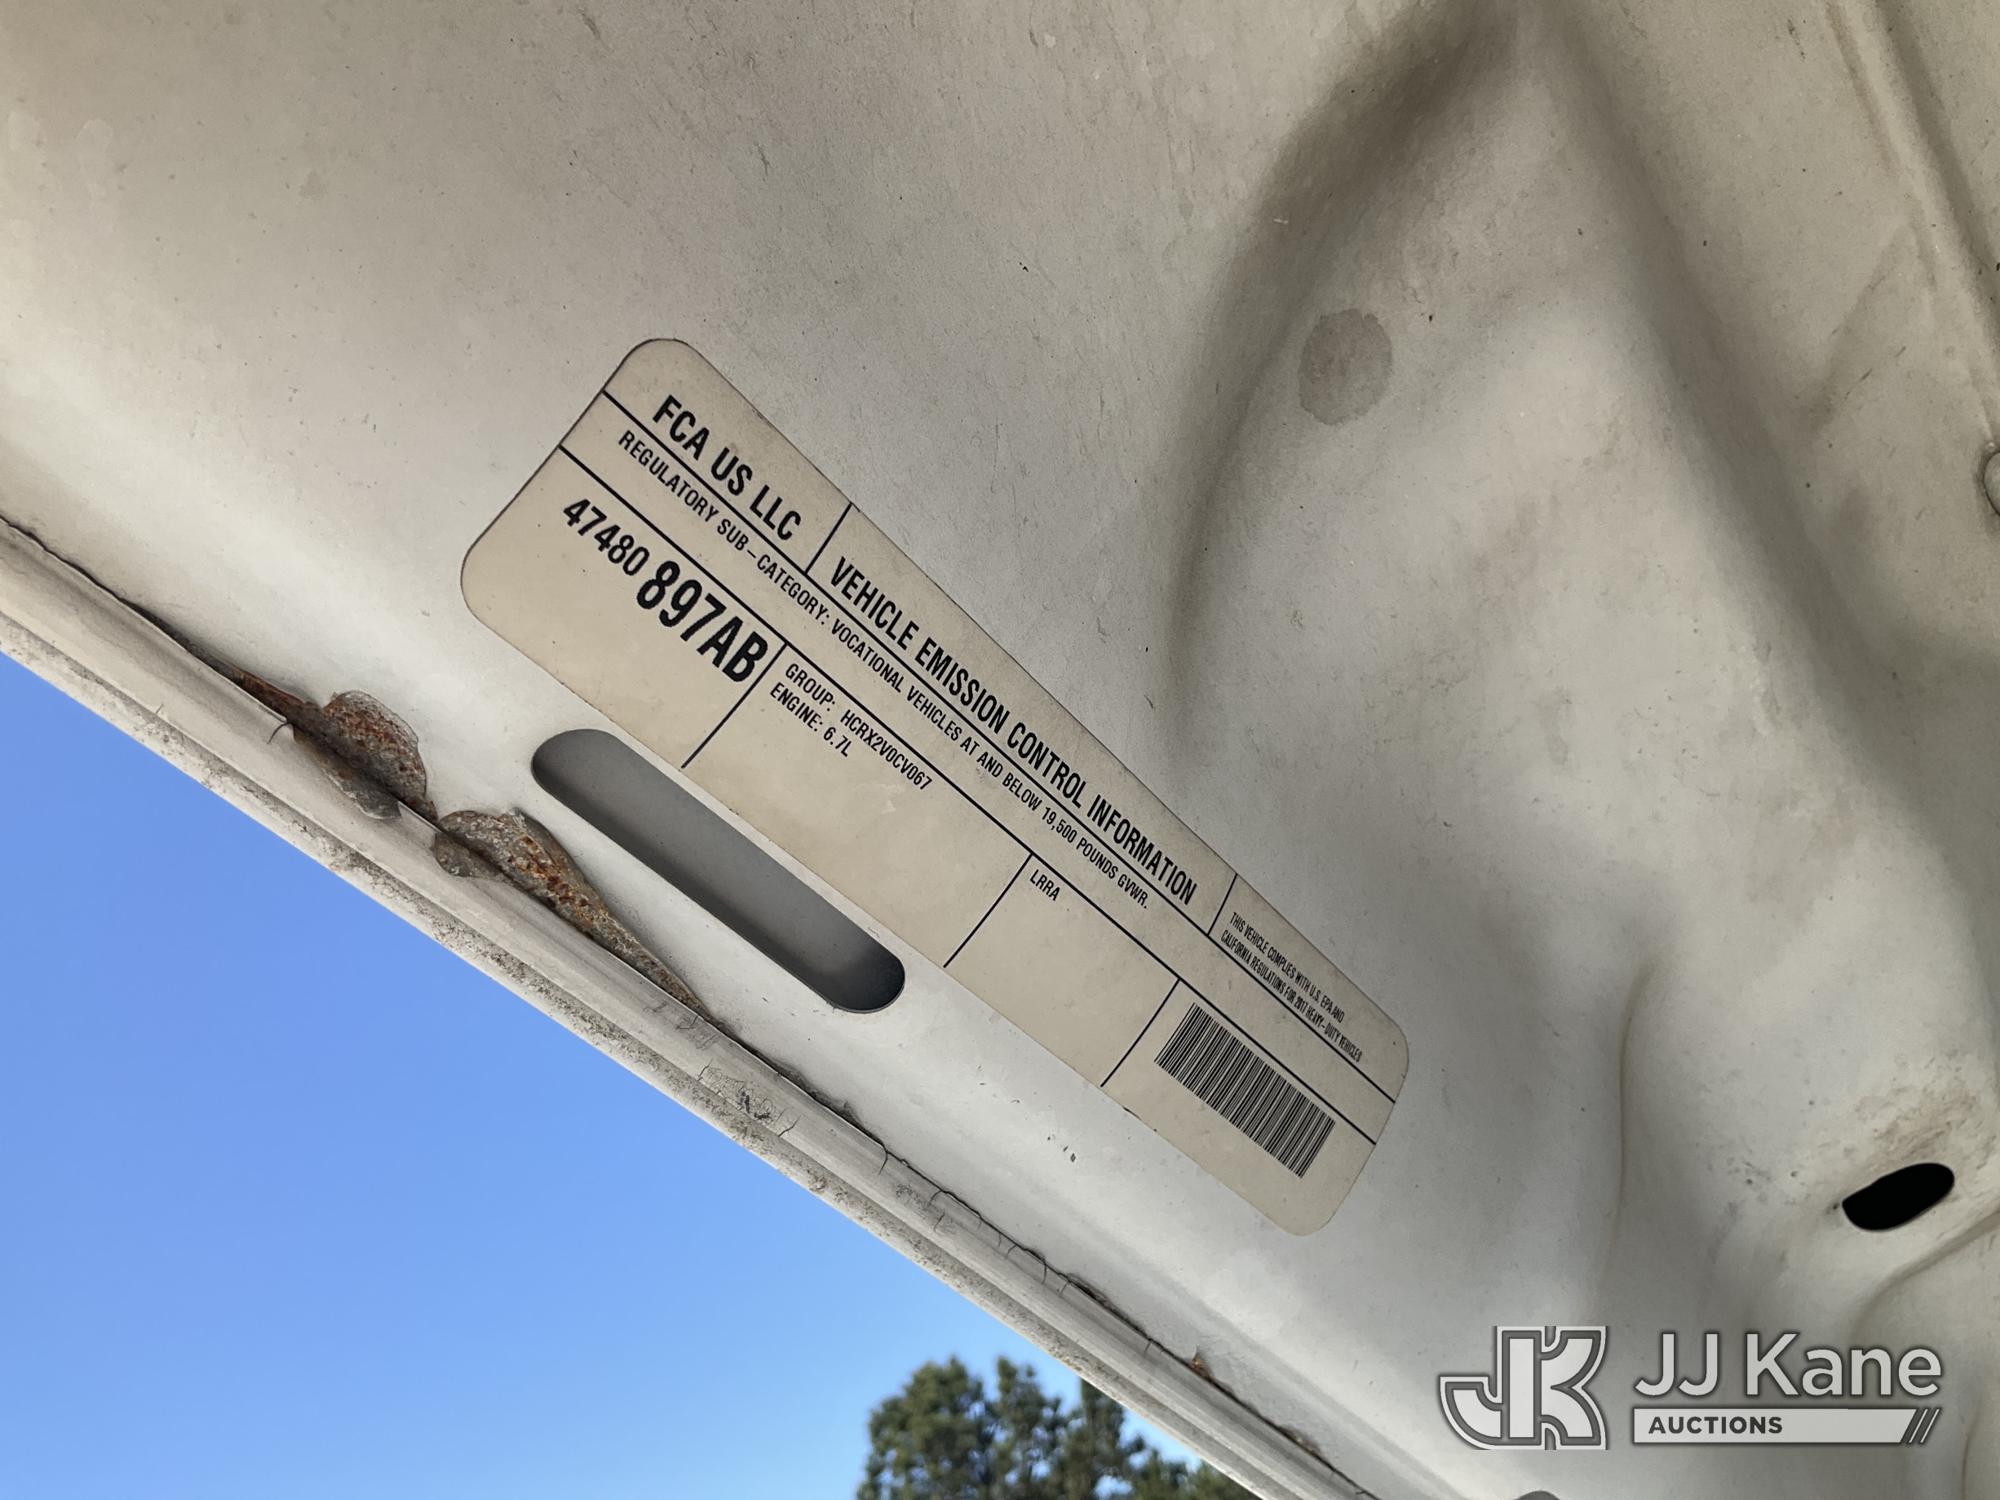 FCA US LLC
VEHICLE EMISSION CONTROL INFORMATION
THIS VEHICLE COMPLIES WITH U.S. EPA AND
CALIFORNIA REGULATIONS FOR 2017 HEAVY-DUTY VEHICLES
REGULATORY SUB-CATEGORY: VOCATIONAL VEHICLES AT AND BELOW 19,500 POUNDS GVWR.
47480 897AB
GROUP: HCRX2V0CV067
ENGINE: 6.7L
LRRA
JK
JJ Kane
AUCTIONS